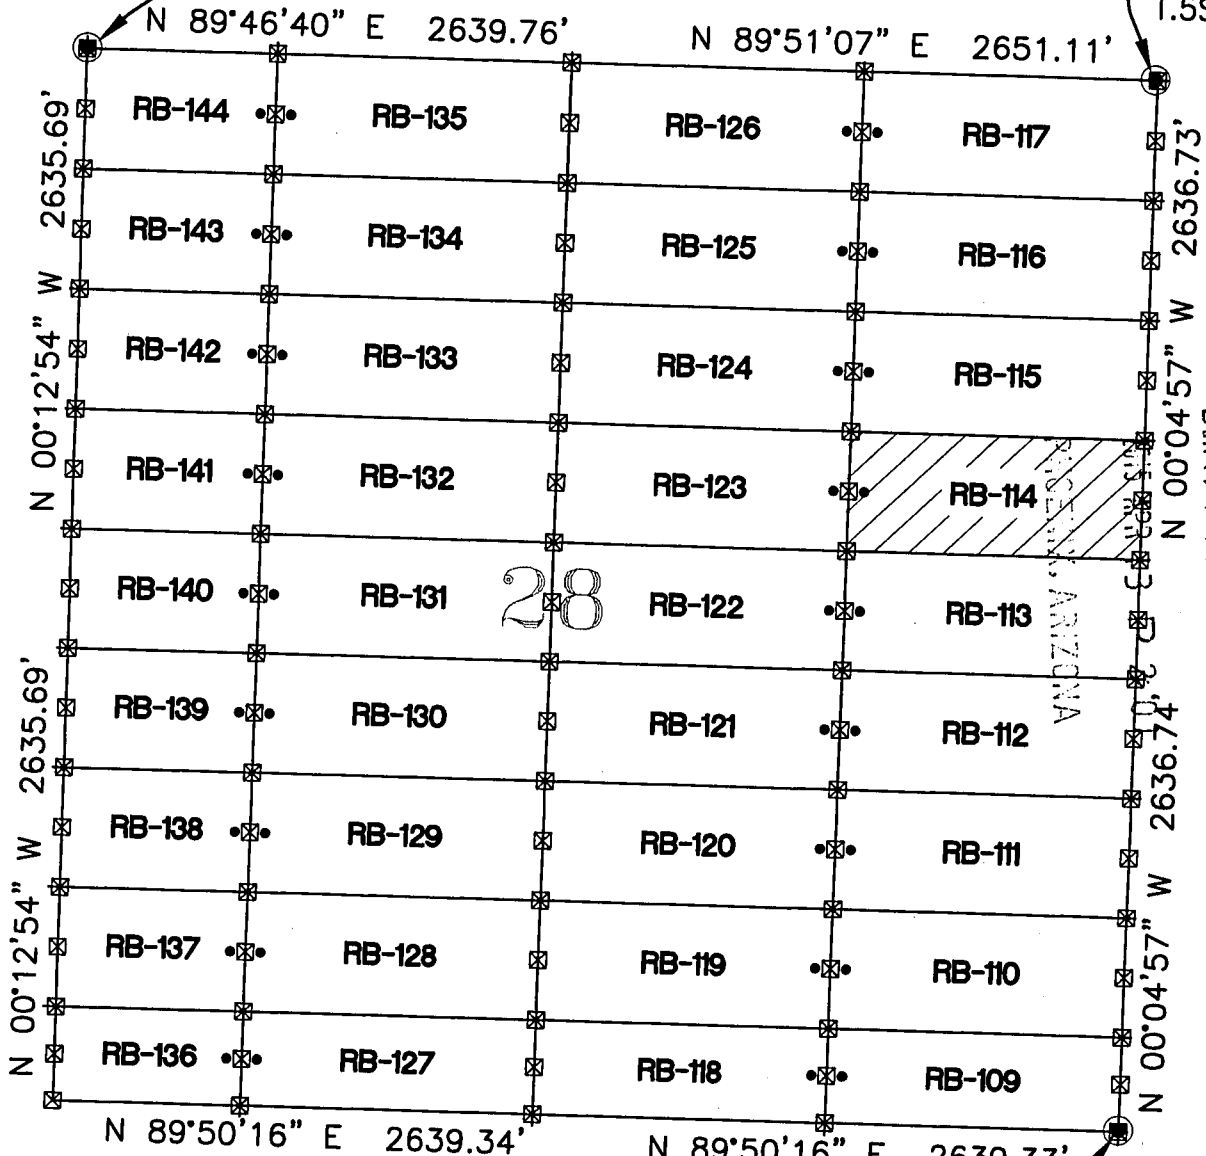 N 89°46'40" E 2639.76'
N 89°51'07" E 2651.11'
RB-144 RB-135 RB-126 RB-117
RB-143 RB-134 RB-125 RB-116
RB-142 RB-133 RB-124 RB-115
RB-141 RB-132 RB-123 RB-114
RB-140 RB-131 28 RB-122 RB-113
RB-139 RB-130 RB-121 RB-112
RB-138 RB-129 RB-120 RB-111
RB-137 RB-128 RB-119 RB-110
RB-136 RB-127 RB-118 RB-109
N 00°12'54" W 2635.69'
N 00°12'54" W 2635.69'
N 00°04'57" W 2636.73'
N 00°04'57" W 2636.74'
ARIZONA
N 89°50'16" E 2639.34'
N 89°50'16" E 2639.33'